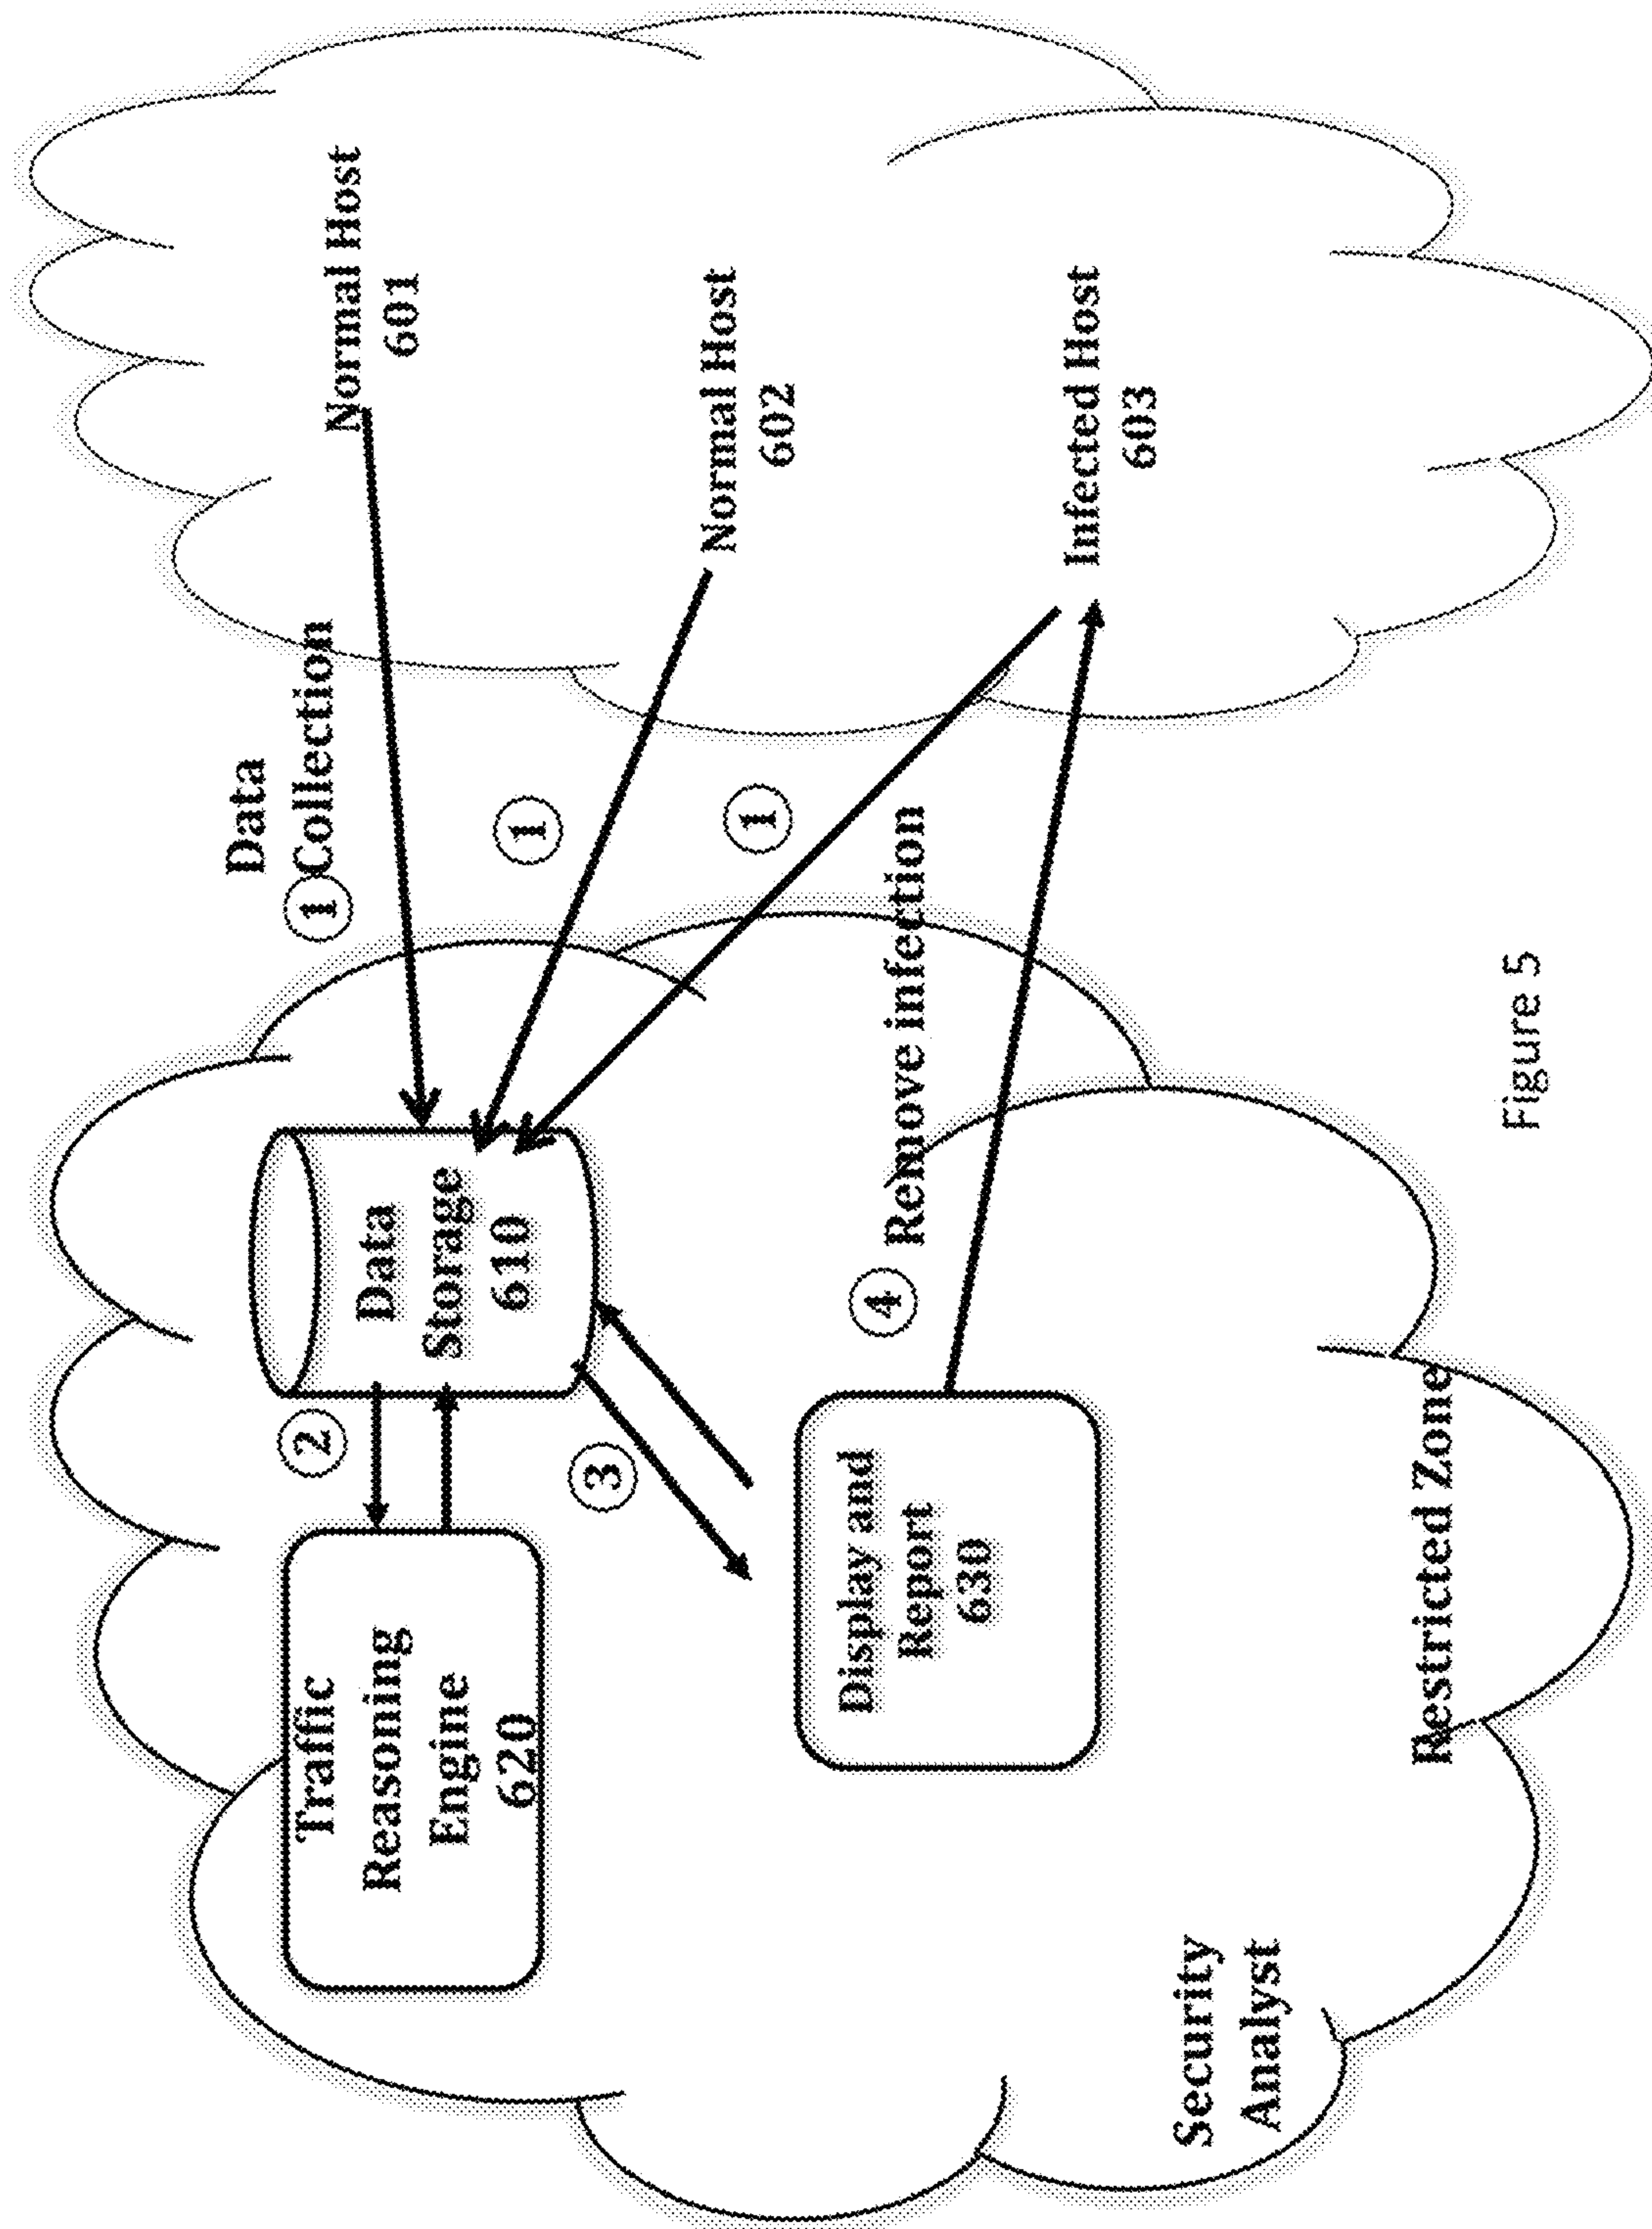 Traffic
Reasoning
Engine
620
2
Data
Storage
610
3
Display and
Report
630
Security
Analyst
Restricted Zone
4
Remove infection
Data
1 Collection
1
1
Normal Host
601
Normal Host
602
Infected Host
603
Figure 5